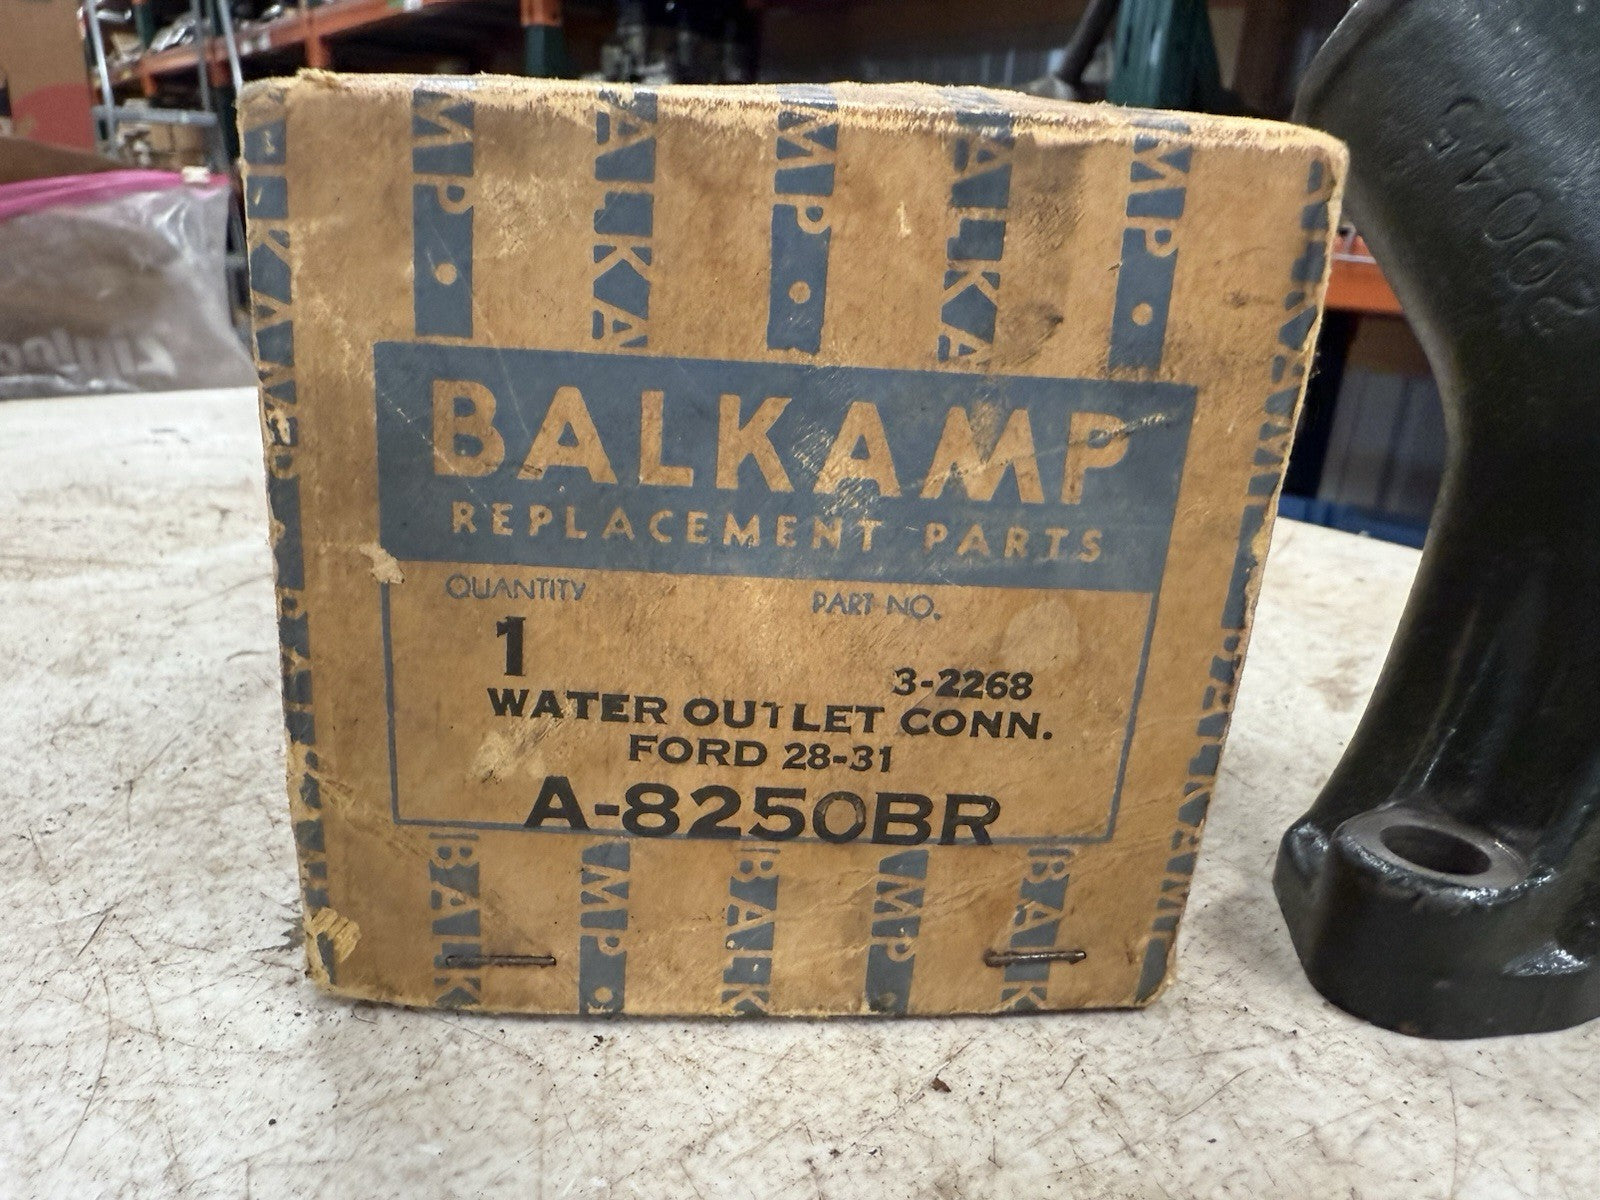 BALKAMP
REPLACEMENT PARTS
QUANTITY
PART NO.
1
3-2268
WATER OUTLET CONN.
FORD 28-31
A-8250BR